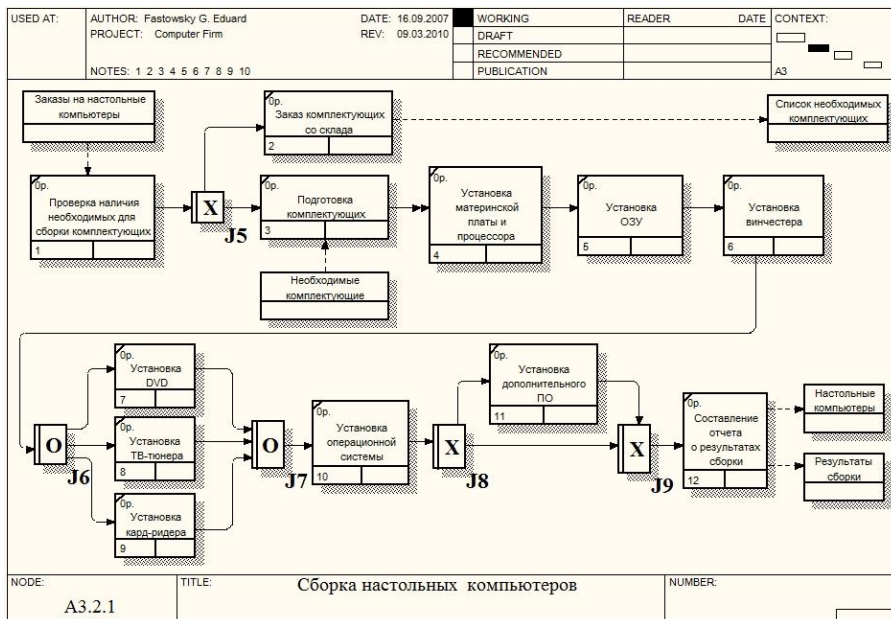 USED AT:
AUTHOR: Fastowsky G. Eduard
DATE: 16.09.2007
PROJECT: Computer Firm
REV: 09.03.2010
NOTES: 1 2 3 4 5 6 7 8 9 10
WORKING
DRAFT
RECOMMENDED
PUBLICATION
READER
DATE
CONTEXT:
A3
Заказы на настольные
компьютеры
0р.
Заказ комплектующих
со склада
2
Список необходимых
комплектующих
0р.
Проверка наличия
необходимых для
сборки комплектующих
1
X
J5
0р.
Подготовка
комплектующих
3
0р.
Установка
материнской
платы и
процессора
4
0р.
Установка
ОЗУ
5
0р.
Установка
винчестера
6
Необходимые
комплектующие
0р.
Установка
DVD
7
O
J6
0р.
Установка
ТВ-тюнера
8
0р.
Установка
кард-ридера
9
O
J7
0р.
Установка
операционной
системы
10
X
J8
0р.
Установка
дополнительного
ПО
11
X
J9
0р.
Составление
отчета
о результатах
сборки
12
Настольные
компьютеры
Результаты
сборки
NODE:
A3.2.1
TITLE:
Сборка настольных компьютеров
NUMBER: